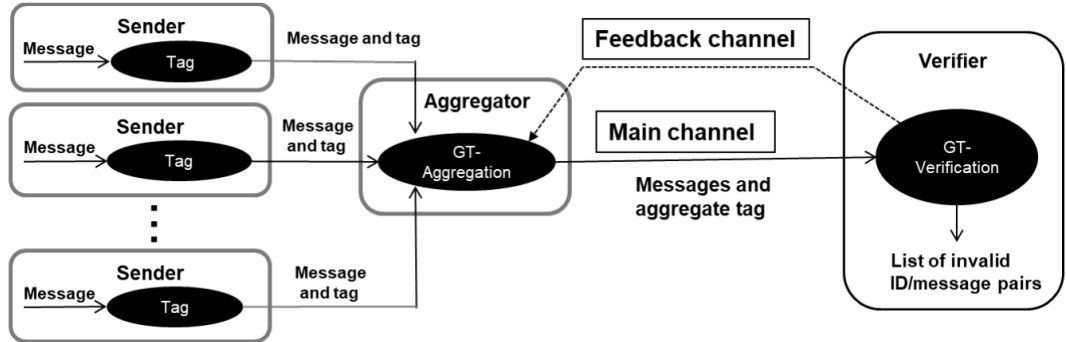 Sender
Message
Tag
Message and tag
Sender
Message
Tag
Message
and tag
Sender
Message
Tag
Message
and tag
Aggregator
GT-
Aggregation
Feedback channel
Main channel
Messages and
aggregate tag
Verifier
GT-
Verification
List of invalid
ID/message pairs